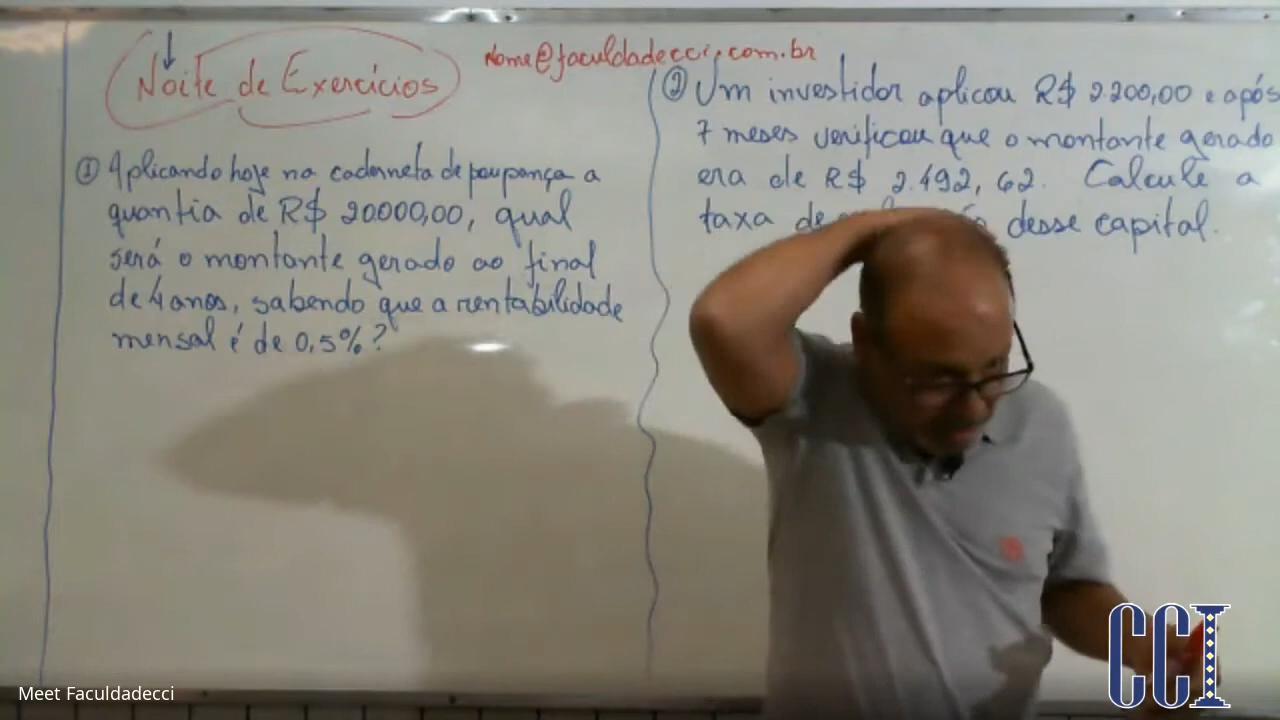 Noite de Exercícios
nome@faculdadecci.com.br
① Aplicando hoje na caderneta de poupança a
quantia de R$ 20000,00, qual
será o montante gerado ao final
de 4 anos, sabendo que a rentabilidade
mensal é de 0,5%?
② Um investidor aplicou R$ 2200,00 e após
7 meses verificou que o montante gerado
era de R$ 2.492,62. Calcule a
taxa de desse capital.
Meet Faculdadecci
CCI